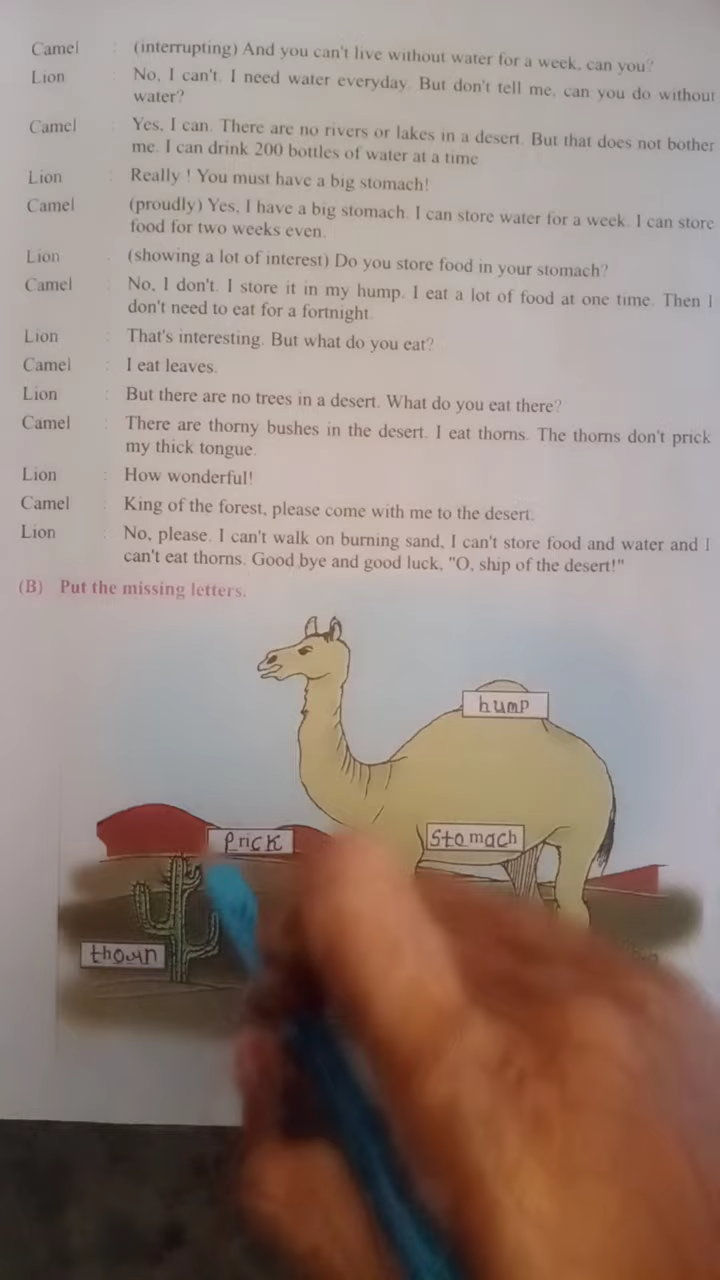 Camel : (interrupting) And you can't live without water for a week, can you?
Lion : No, I can't. I need water everyday. But don't tell me, can you do without
water?
Camel : Yes, I can. There are no rivers or lakes in a desert. But that does not bother
me. I can drink 200 bottles of water at a time
Lion : Really ! You must have a big stomach!
Camel : (proudly) Yes, I have a big stomach. I can store water for a week. I can store
food for two weeks even.
Lion : (showing a lot of interest) Do you store food in your stomach?
Camel : No, I don't. I store it in my hump. I eat a lot of food at one time. Then I
don't need to eat for a fortnight.
Lion : That's interesting. But what do you eat?
Camel : I eat leaves.
Lion : But there are no trees in a desert. What do you eat there?
Camel : There are thorny bushes in the desert. I eat thorns. The thorns don't prick
my thick tongue.
Lion : How wonderful!
Camel : King of the forest, please come with me to the desert.
Lion : No, please. I can't walk on burning sand, I can't store food and water and I
can't eat thorns. Good bye and good luck, "O, ship of the desert!"
(B) Put the missing letters.
hump
Prick
Stomach
thorn